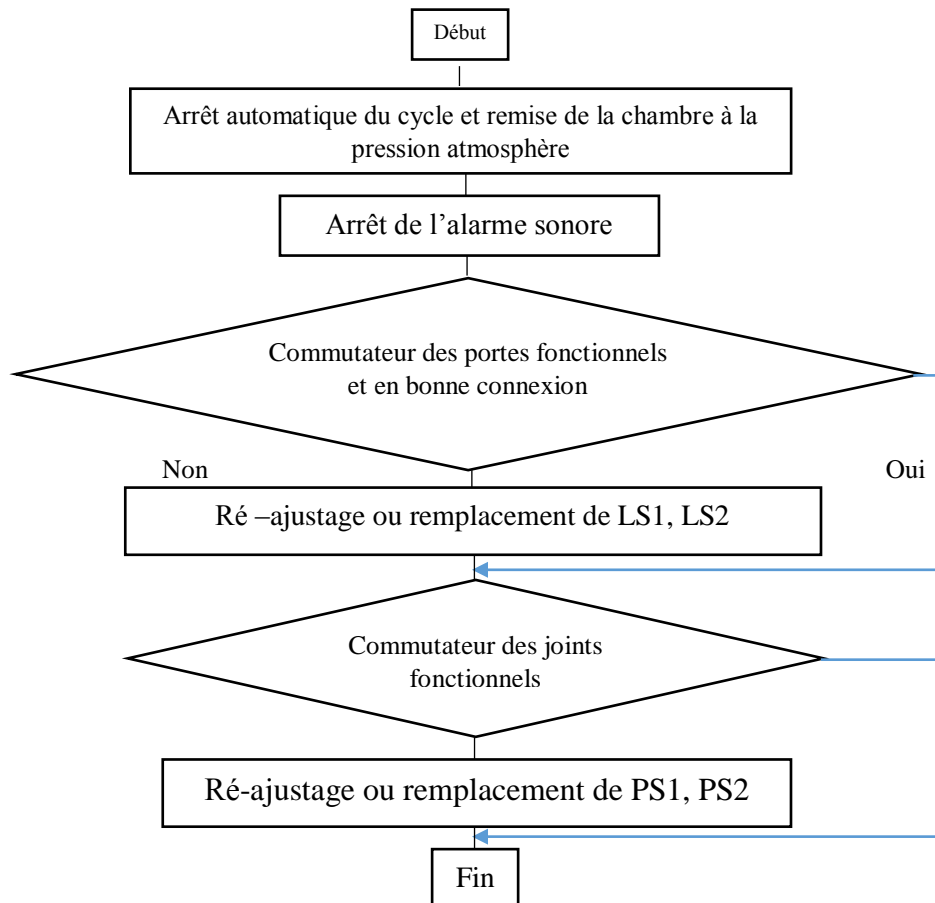 Début
Arrêt automatique du cycle et remise de la chambre à la
pression atmosphère
Arrêt de l’alarme sonore
Commutateur des portes fonctionnels
et en bonne connexion
Non
Oui
Ré –ajustage ou remplacement de LS1, LS2
Commutateur des joints
fonctionnels
Ré-ajustage ou remplacement de PS1, PS2
Fin